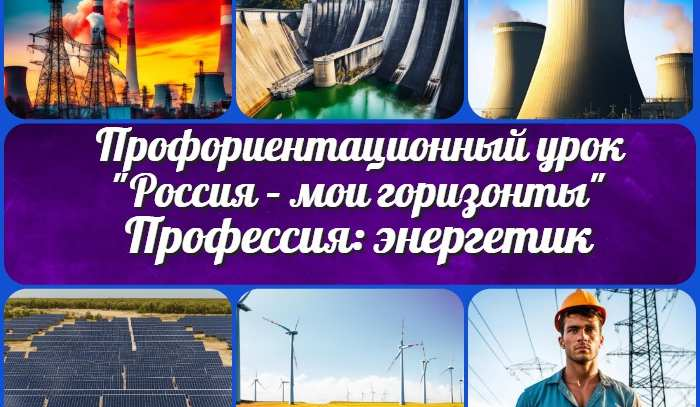 Профориентационный урок
"Россия – мои горизонты"
Профессия: энергетик